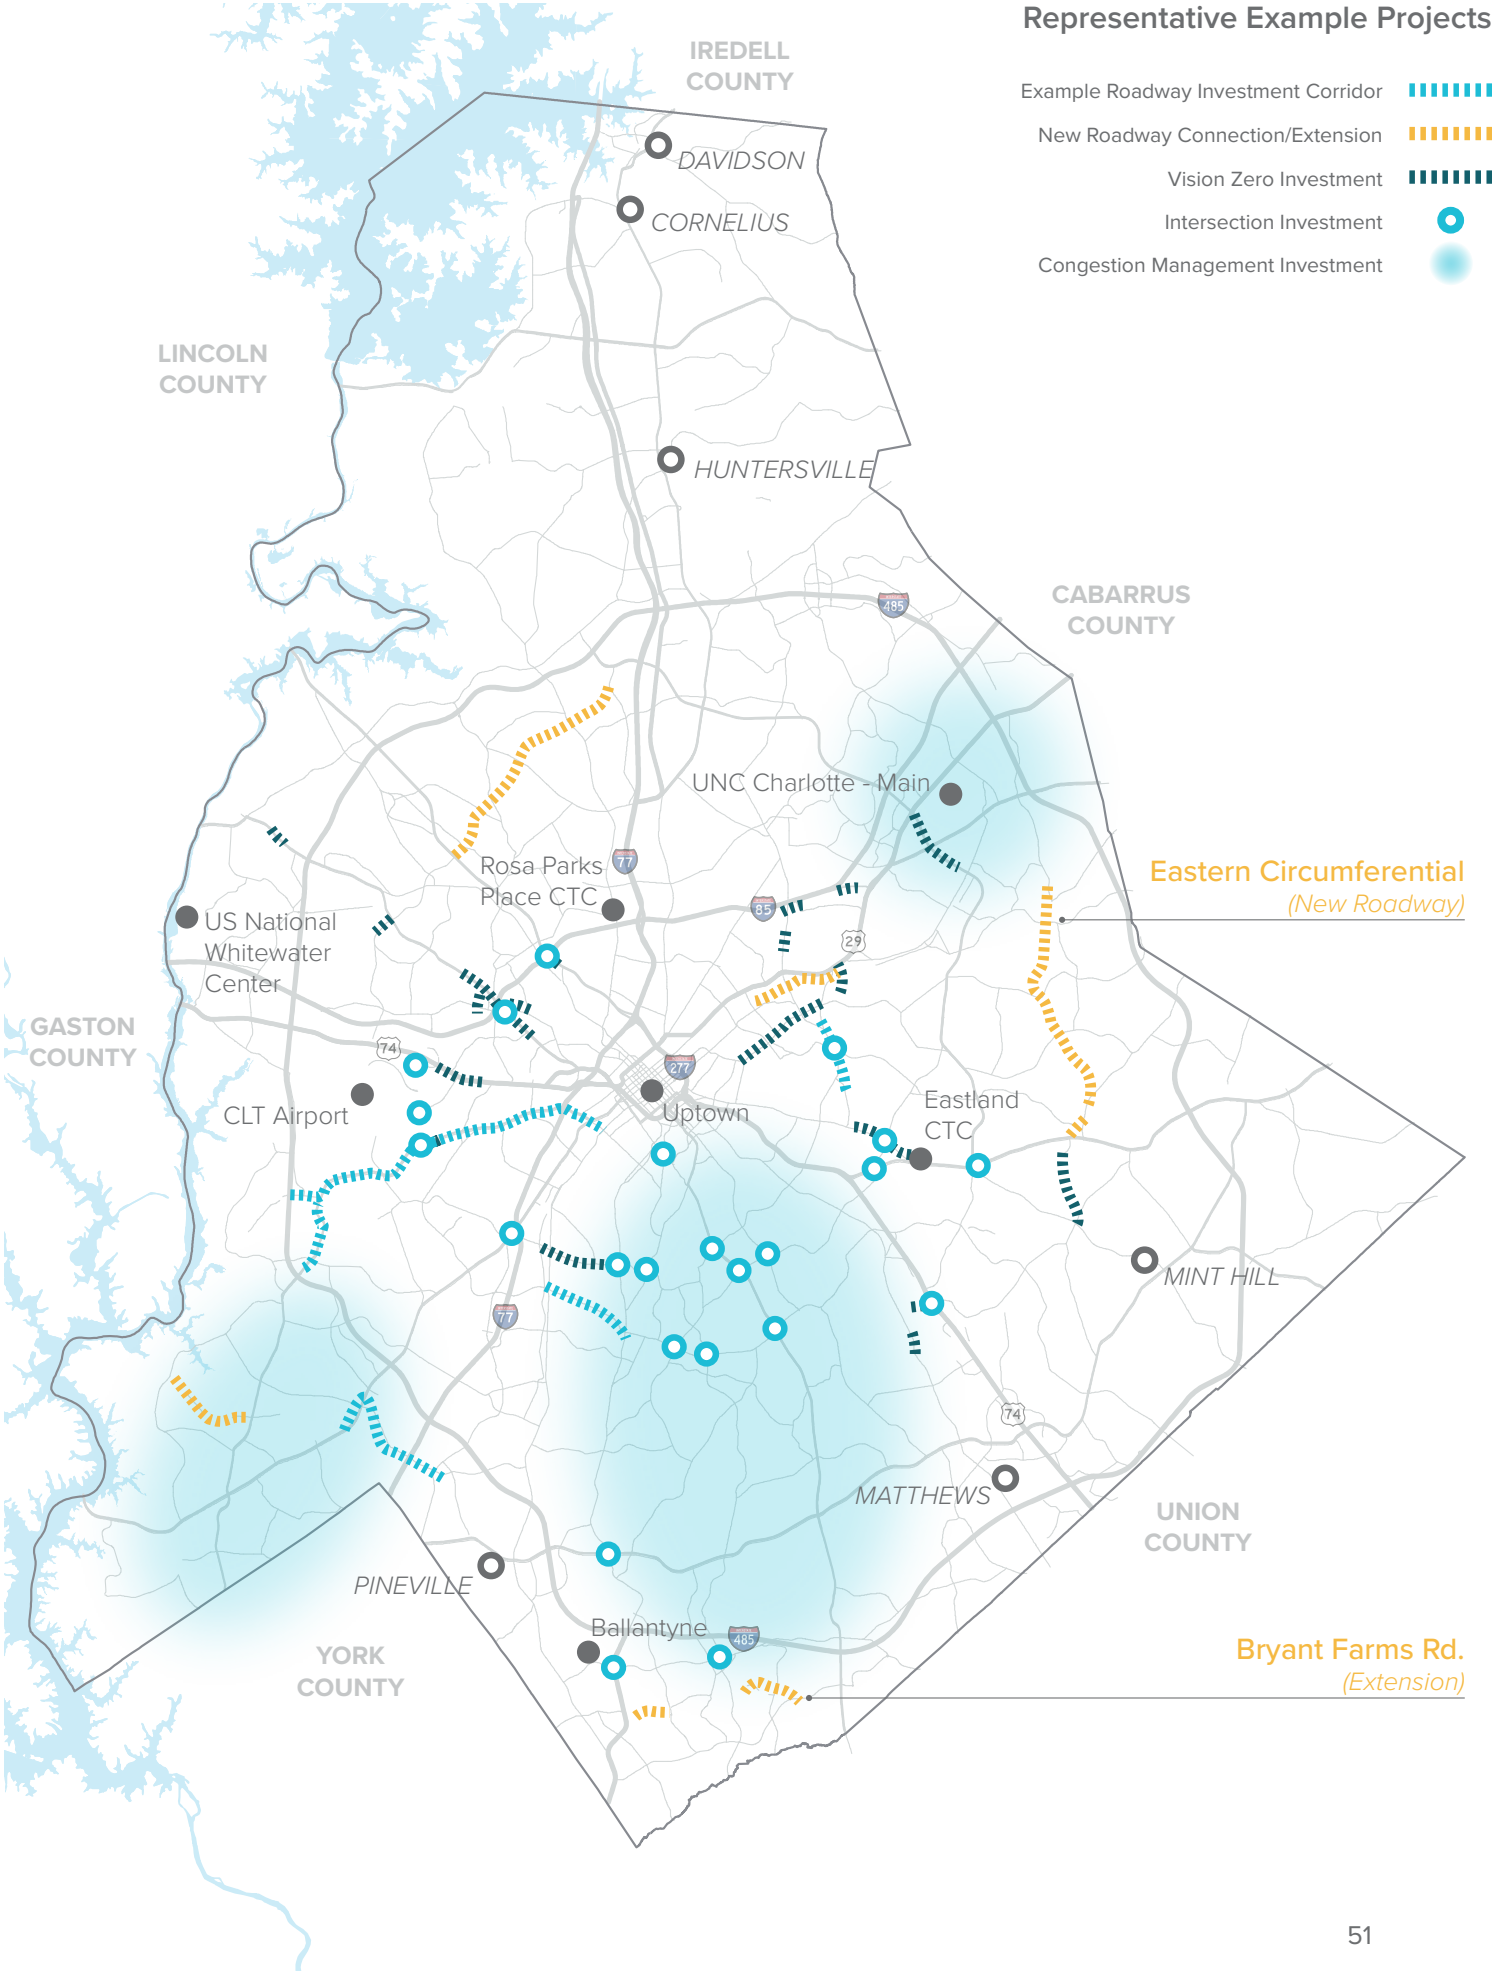 Representative Example Projects
Example Roadway Investment Corridor
New Roadway Connection/Extension
Vision Zero Investment
Intersection Investment
Congestion Management Investment
IREDELL
COUNTY
DAVIDSON
CORNELIUS
LINCOLN
COUNTY
HUNTERSVILLE
CABARRUS
COUNTY
485
UNC Charlotte - Main
Rosa Parks
Place CTC
77
85
29
Eastern Circumferential
(New Roadway)
US National
Whitewater
Center
GASTON
COUNTY
74
277
CLT Airport
Uptown
Eastland
CTC
MINT HILL
77
74
MATTHEWS
UNION
COUNTY
PINEVILLE
Ballantyne
485
YORK
COUNTY
Bryant Farms Rd.
(Extension)
51